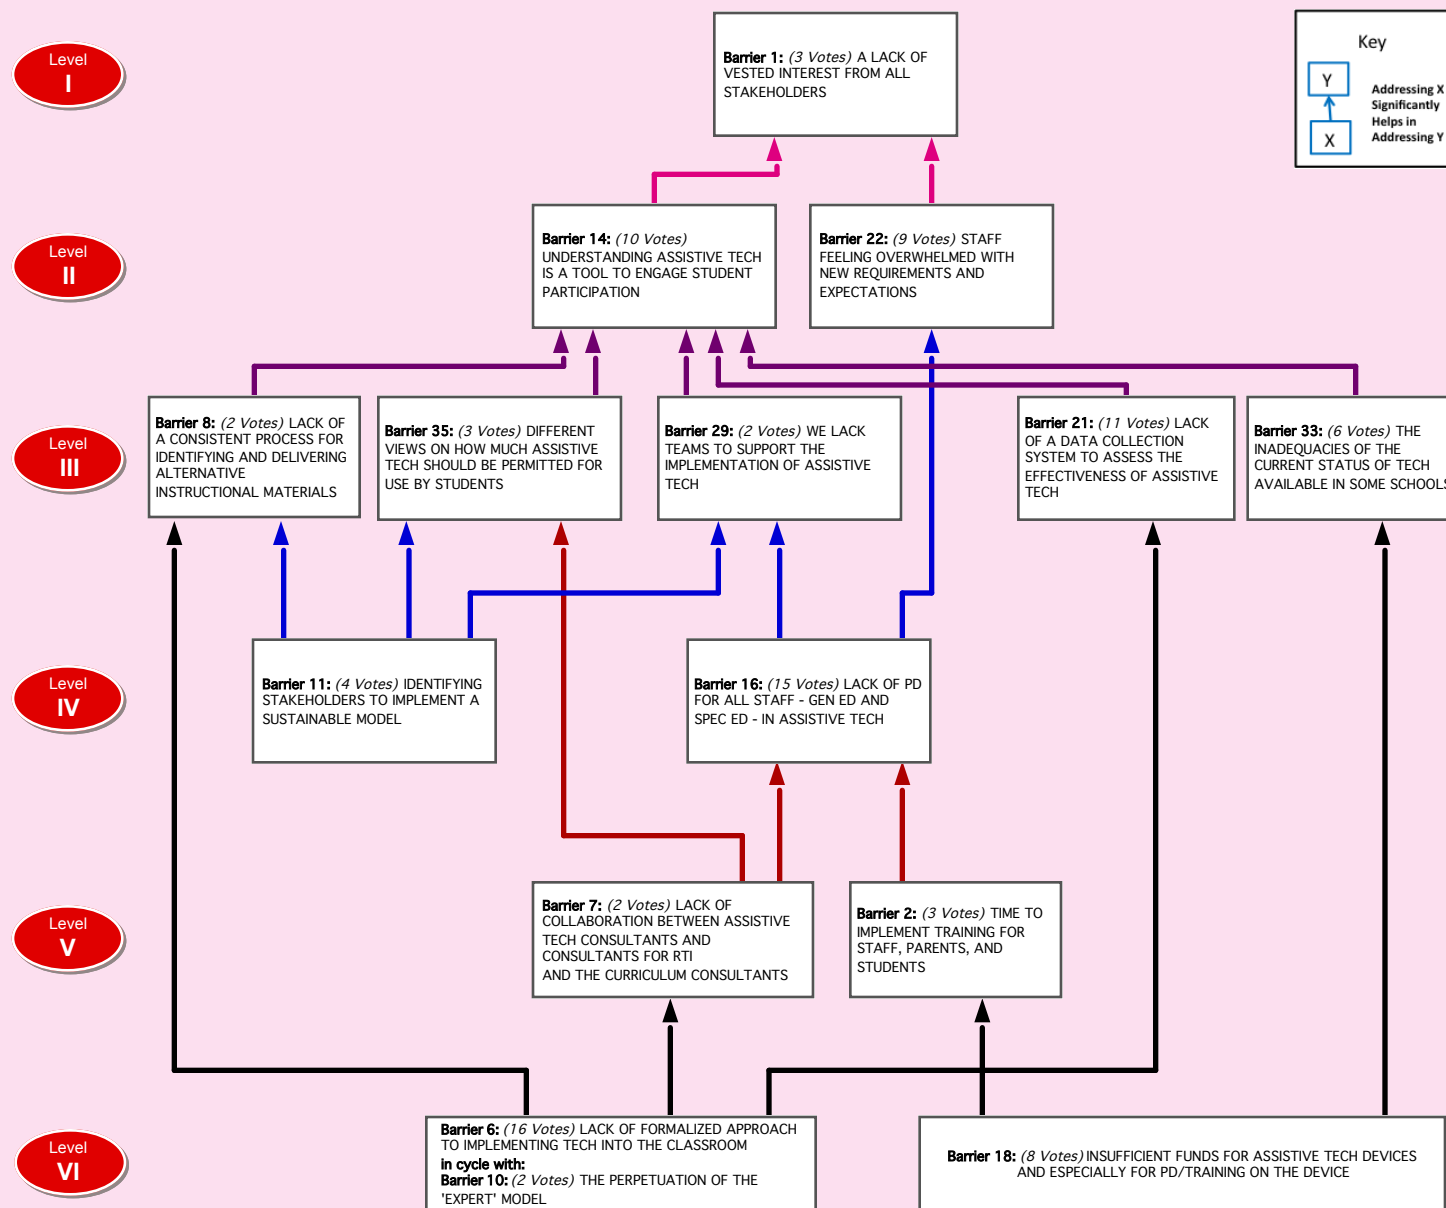 Level
I
Barrier 1: (3 Votes) A LACK OF
VESTED INTEREST FROM ALL
STAKEHOLDERS
Key
Y
X
Addressing X
Significantly
Helps in
Addressing Y
Level
II
Barrier 14: (10 Votes)
UNDERSTANDING ASSISTIVE TECH
IS A TOOL TO ENGAGE STUDENT
PARTICIPATION
Barrier 22: (9 Votes) STAFF
FEELING OVERWHELMED WITH
NEW REQUIREMENTS AND
EXPECTATIONS
Level
III
Barrier 8: (2 Votes) LACK OF
A CONSISTENT PROCESS FOR
IDENTIFYING AND DELIVERING
ALTERNATIVE
INSTRUCTIONAL MATERIALS
Barrier 35: (3 Votes) DIFFERENT
VIEWS ON HOW MUCH ASSISTIVE
TECH SHOULD BE PERMITTED FOR
USE BY STUDENTS
Barrier 29: (2 Votes) WE LACK
TEAMS TO SUPPORT THE
IMPLEMENTATION OF ASSISTIVE
TECH
Barrier 21: (11 Votes) LACK
OF A DATA COLLECTION
SYSTEM TO ASSESS THE
EFFECTIVENESS OF ASSISTIVE
TECH
Barrier 33: (6 Votes) THE
INADEQUACIES OF THE
CURRENT STATUS OF TECH
AVAILABLE IN SOME SCHOOLS
Level
IV
Barrier 11: (4 Votes) IDENTIFYING
STAKEHOLDERS TO IMPLEMENT A
SUSTAINABLE MODEL
Barrier 16: (15 Votes) LACK OF PD
FOR ALL STAFF - GEN ED AND
SPEC ED - IN ASSISTIVE TECH
Level
V
Barrier 7: (2 Votes) LACK OF
COLLABORATION BETWEEN ASSISTIVE
TECH CONSULTANTS AND
CONSULTANTS FOR RTI
AND THE CURRICULUM CONSULTANTS
Barrier 2: (3 Votes) TIME TO
IMPLEMENT TRAINING FOR
STAFF, PARENTS, AND
STUDENTS
Level
VI
Barrier 6: (16 Votes) LACK OF FORMALIZED APPROACH
TO IMPLEMENTING TECH INTO THE CLASSROOM
in cycle with:
Barrier 10: (2 Votes) THE PERPETUATION OF THE
'EXPERT' MODEL
Barrier 18: (8 Votes) INSUFFICIENT FUNDS FOR ASSISTIVE TECH DEVICES
AND ESPECIALLY FOR PD/TRAINING ON THE DEVICE